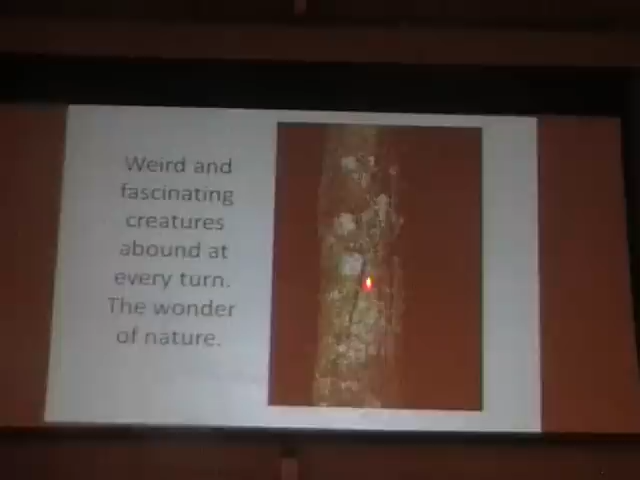 Weird and
fascinating
creatures
abound at
every turn.
The wonder
of nature.